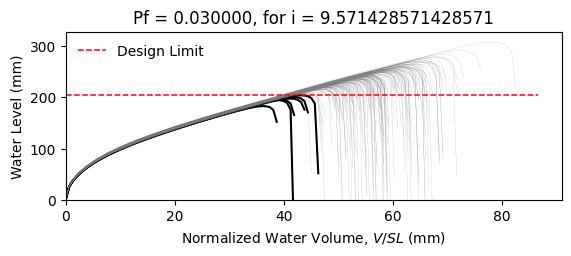 Pf = 0.030000, for i = 9.571428571428571
Design Limit
Water Level (mm)
300
200
100
0
0 20 40 60 80
Normalized Water Volume, V/SL (mm)